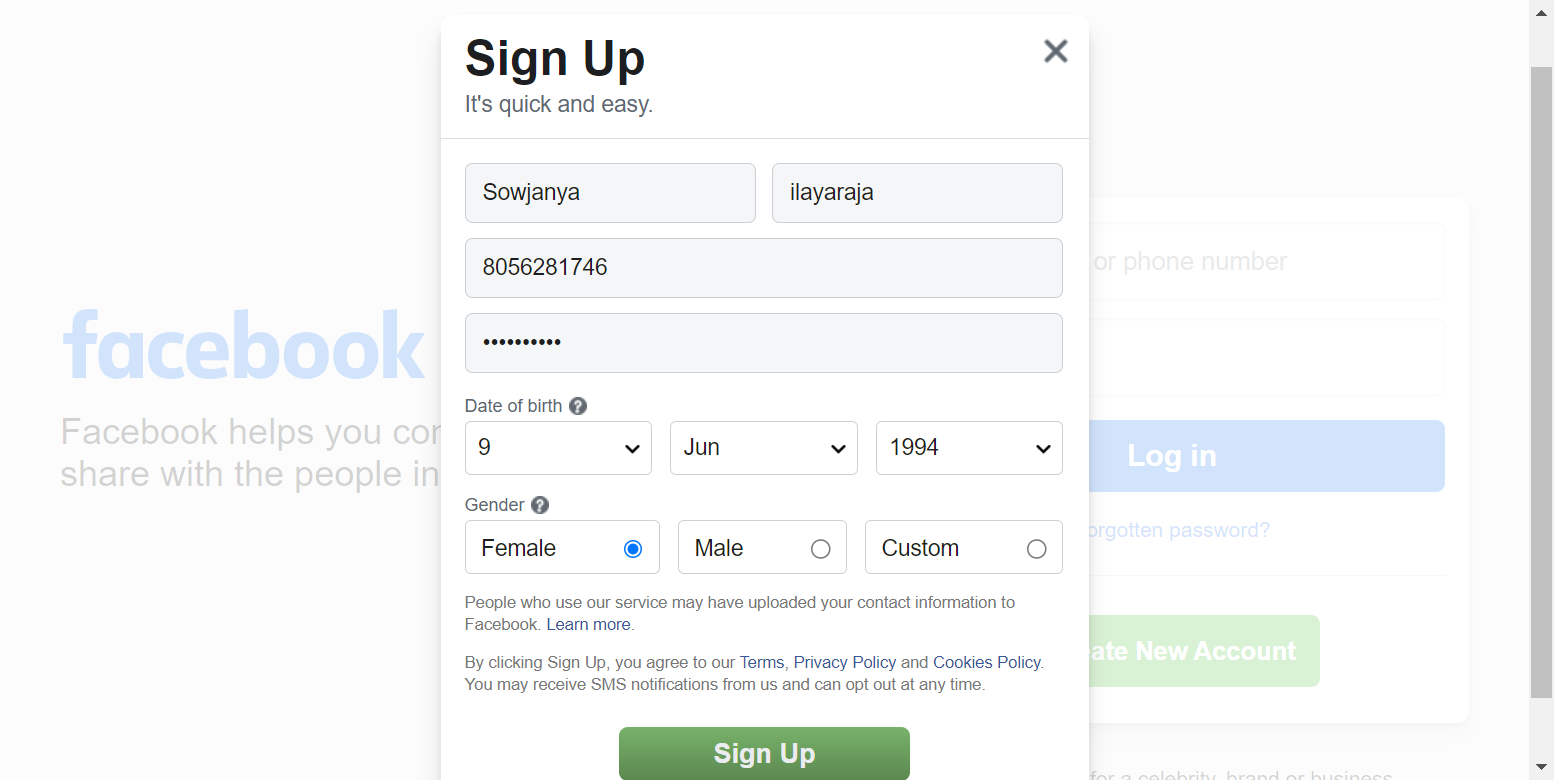 Sign Up
It's quick and easy.
Sowjanya
ilayaraja
8056281746
••••••••••
Date of birth ?
9
Jun
1994
Gender ?
Female
Male
Custom
People who use our service may have uploaded your contact information to
Facebook. Learn more.
By clicking Sign Up, you agree to our Terms, Privacy Policy and Cookies Policy.
You may receive SMS notifications from us and can opt out at any time.
Sign Up
facebook
Facebook helps you
share with the people in
or phone number
Log in
password?
New Account
for a celebrity, brand or business